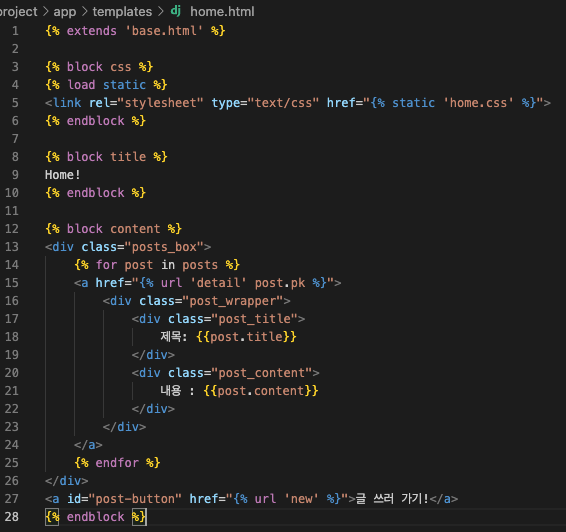 project > app > templates > dj home.html
1 {% extends 'base.html' %}
2
3 {% block css %}
4 {% load static %}
5 <link rel="stylesheet" type="text/css" href="{% static 'home.css' %}">
6 {% endblock %}
7
8 {% block title %}
9 Home!
10 {% endblock %}
11
12 {% block content %}
13 <div class="posts_box">
14     {% for post in posts %}
15     <a href="{% url 'detail' post.pk %}">
16         <div class="post_wrapper">
17             <div class="post_title">
18                 제목: {{post.title}}
19             </div>
20             <div class="post_content">
21                 내용 : {{post.content}}
22             </div>
23         </div>
24     </a>
25     {% endfor %}
26 </div>
27 <a id="post-button" href="{% url 'new' %}">글 쓰러 가기!</a>
28 {% endblock %}